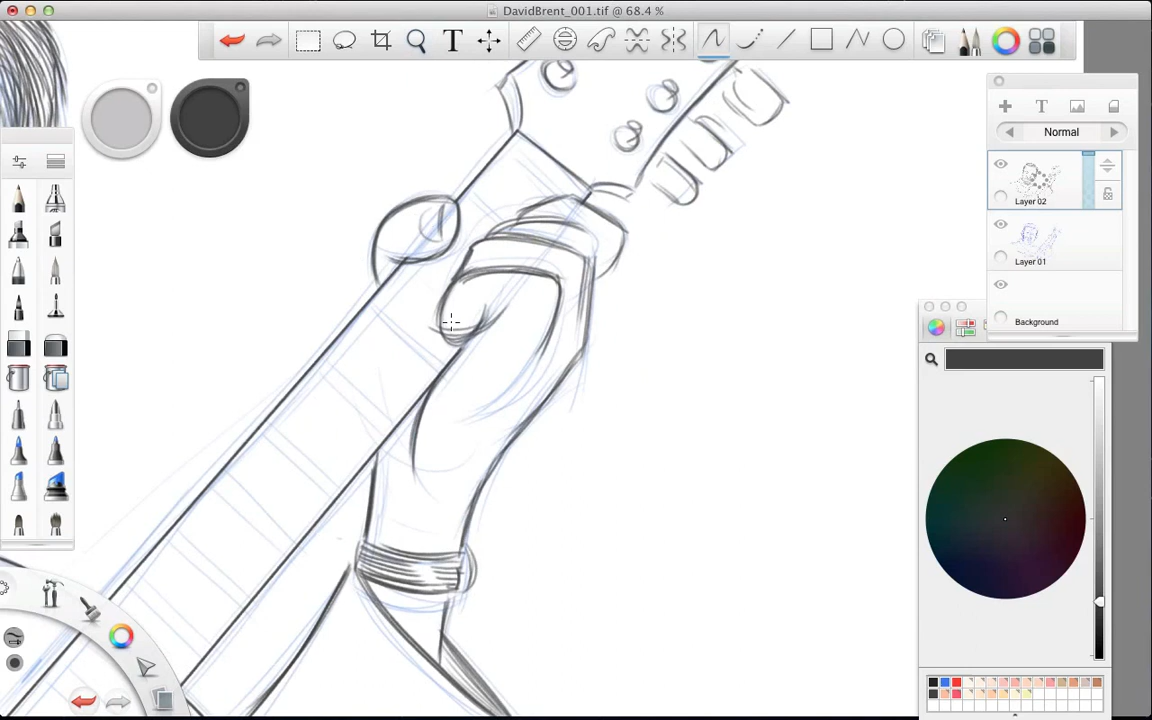 DavidBrent_001.tif @ 68.4 %
T
T
Normal
Layer 02
Layer 01
Background